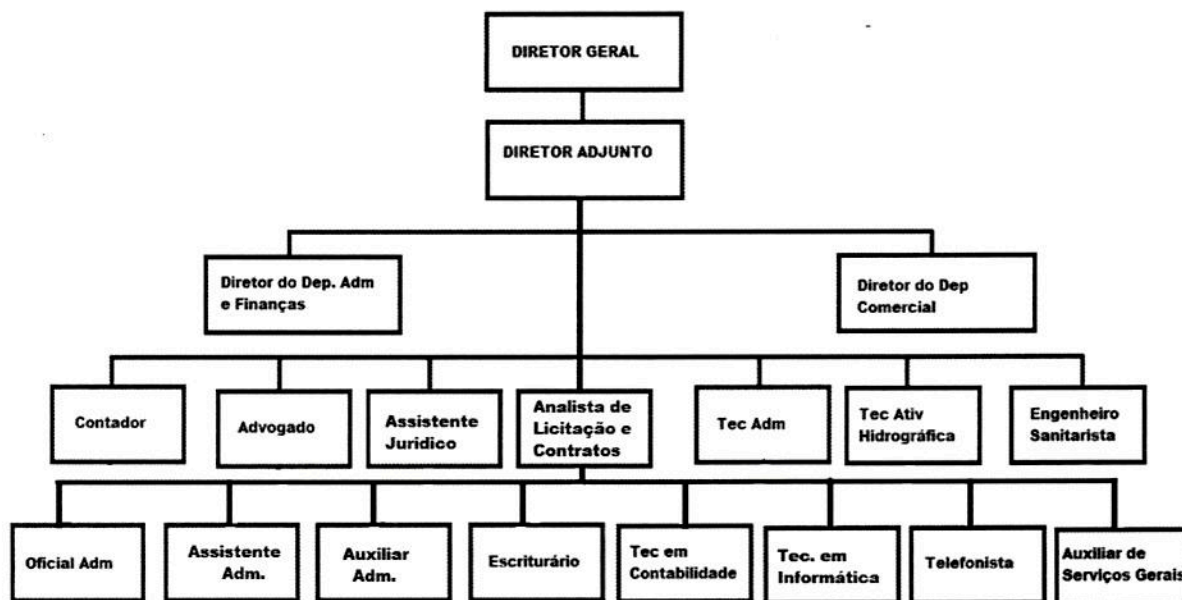 DIRETOR GERAL
DIRETOR ADJUNTO
Diretor do Dep. Adm
e Finanças
Diretor do Dep
Comercial
Contador
Advogado
Assistente
Juridico
Analista de
Licitação e
Contratos
Tec Adm
Tec Ativ
Hidrográfica
Engenheiro
Sanitarista
Oficial Adm
Assistente
Adm.
Auxiliar
Adm.
Escriturário
Tec em
Contabilidade
Tec. em
Informática
Telefonista
Auxiliar de
Serviços Gerais